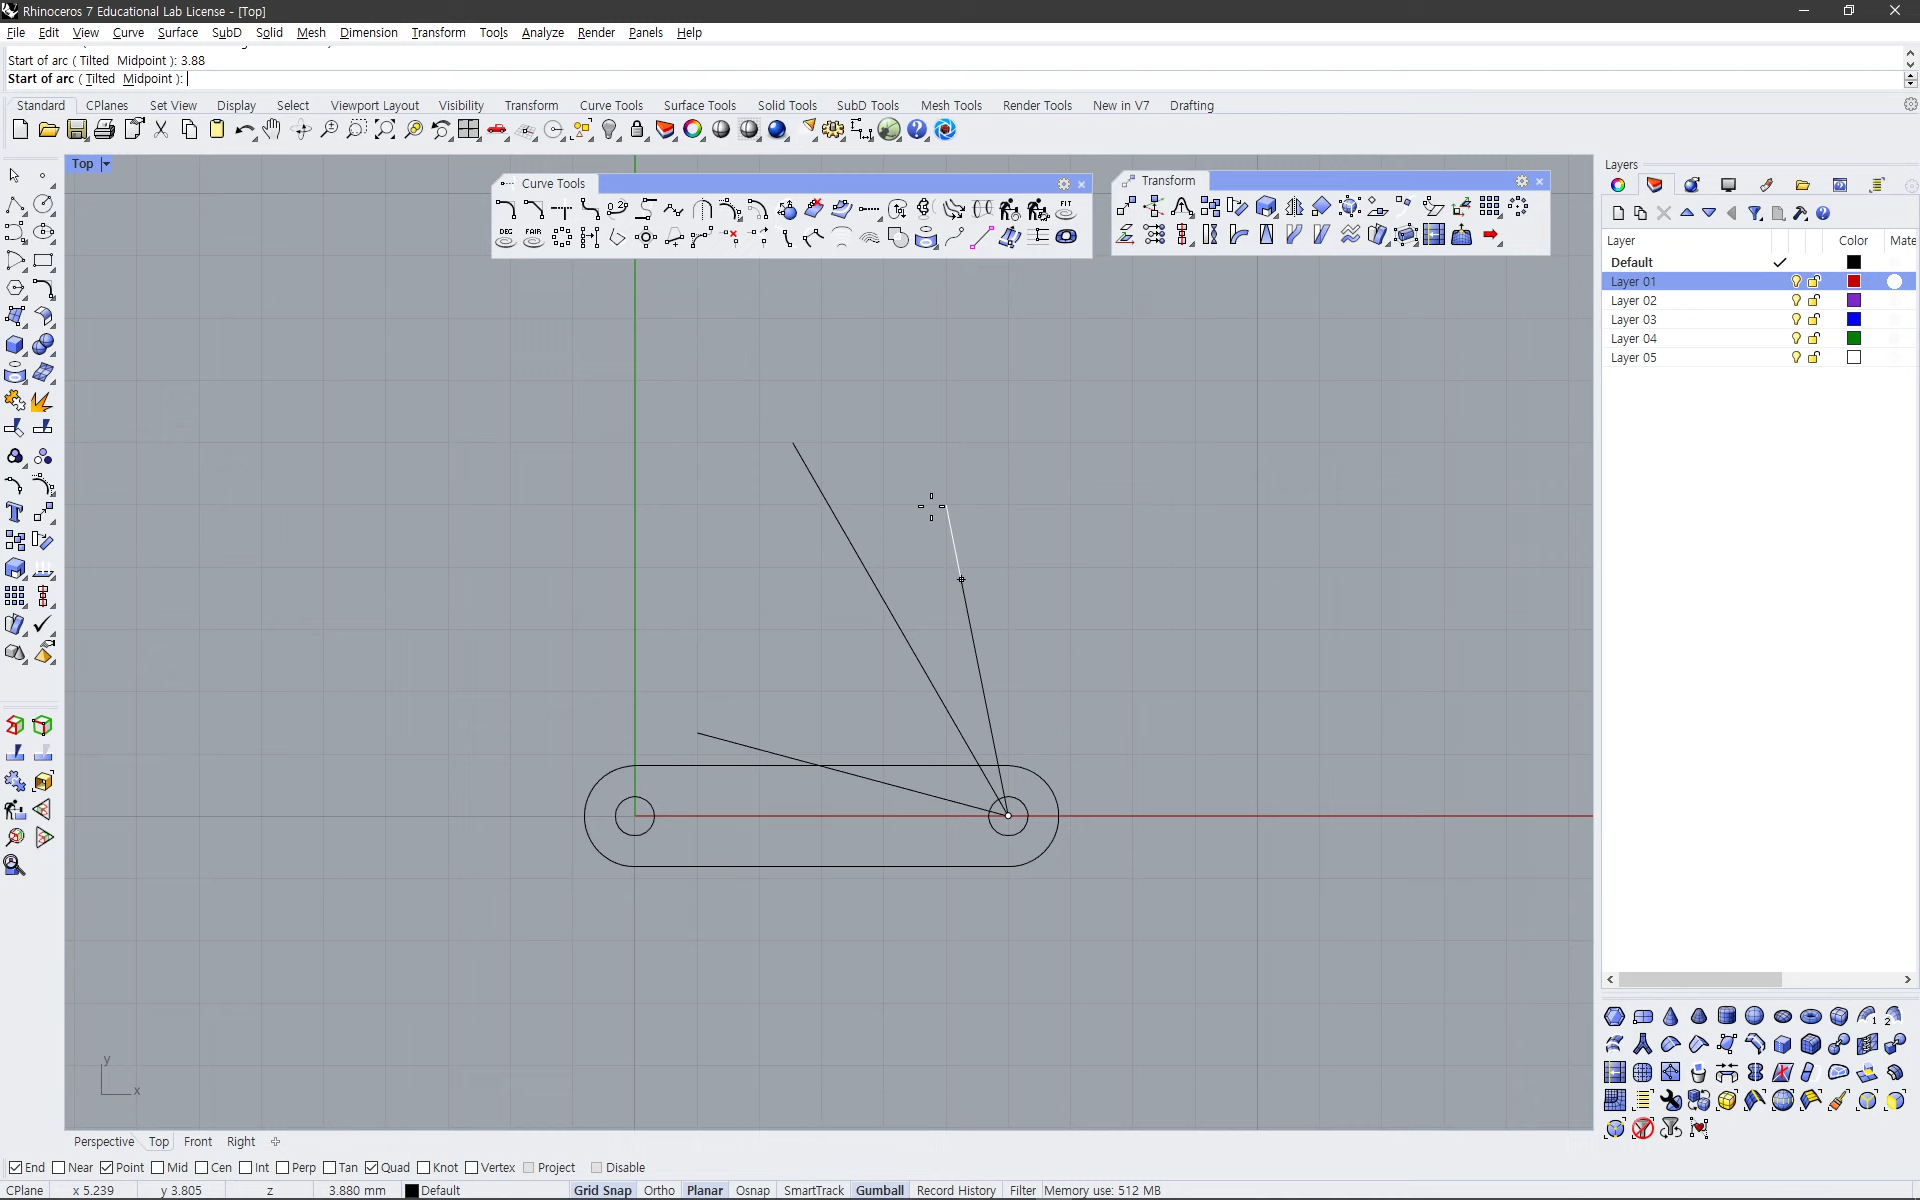 Rhinoceros 7 Educational Lab License - [Top]
File Edit View Curve Surface SubD Solid Mesh Dimension Transform Tools Analyze Render Panels Help
Start of arc ( Tilted Midpoint ): 3.88
Start of arc ( Tilted Midpoint ):
Standard CPlanes Set View Display Select Viewport Layout Visibility Transform Curve Tools Surface Tools Solid Tools SubD Tools Mesh Tools Render Tools New in V7 Drafting
Top
Curve Tools
Transform
Layers
Layer Color Mate
Default
Layer 01
Layer 02
Layer 03
Layer 04
Layer 05
y
x
Perspective Top Front Right
End Near Point Mid Cen Int Perp Tan Quad Knot Vertex Project Disable
CPlane x 5.239 y 3.805 z 3.880 mm Default Grid Snap Ortho Planar Osnap SmartTrack Gumball Record History Filter Memory use: 512 MB